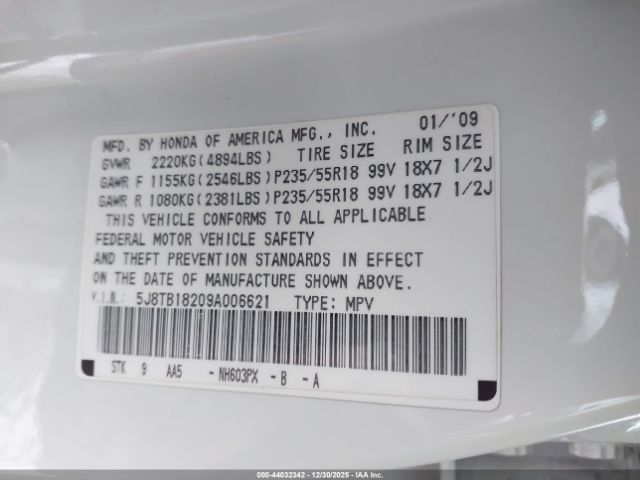 MFD. BY HONDA OF AMERICA MFG., INC. 01/'09
GVWR 2220KG(4894LBS) TIRE SIZE RIM SIZE
GAWR F 1155KG(2546LBS)P235/55R18 99V 18X7 1/2J
GAWR R 1080KG(2381LBS)P235/55R18 99V 18X7 1/2J
THIS VEHICLE CONFORMS TO ALL APPLICABLE
FEDERAL MOTOR VEHICLE SAFETY
AND THEFT PREVENTION STANDARDS IN EFFECT
ON THE DATE OF MANUFACTURE SHOWN ABOVE.
V.I.N.: 5J8TB18209A006621 TYPE: MPV
STK 9 AA5 - NH603PX - B - A
000-44032342 - 12/30/2025 - IAAI.CA